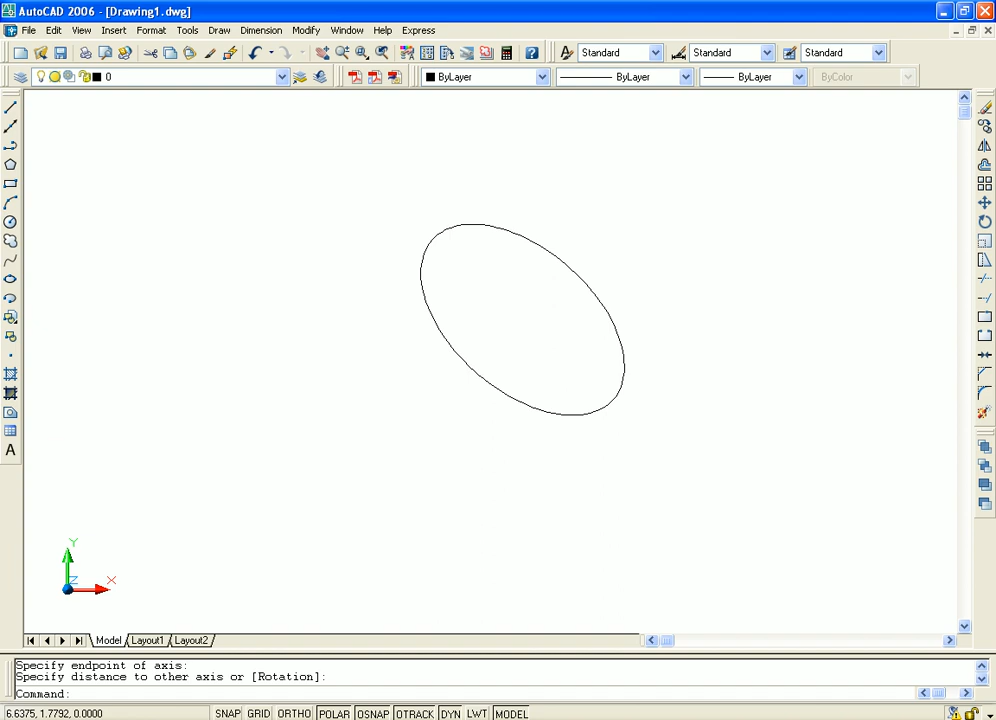 AutoCAD 2006 - [Drawing1.dwg]
File Edit View Insert Format Tools Draw Dimension Modify Window Help Express
Standard Standard Standard
0 ByLayer ByLayer ByLayer ByColor
A
Y
Z X
Model Layout1 Layout2
Specify endpoint of axis:
Specify distance to other axis or [Rotation]:
Command:
6.6375, 1.7792, 0.0000 SNAP GRID ORTHO POLAR OSNAP OTRACK DYN LWT MODEL